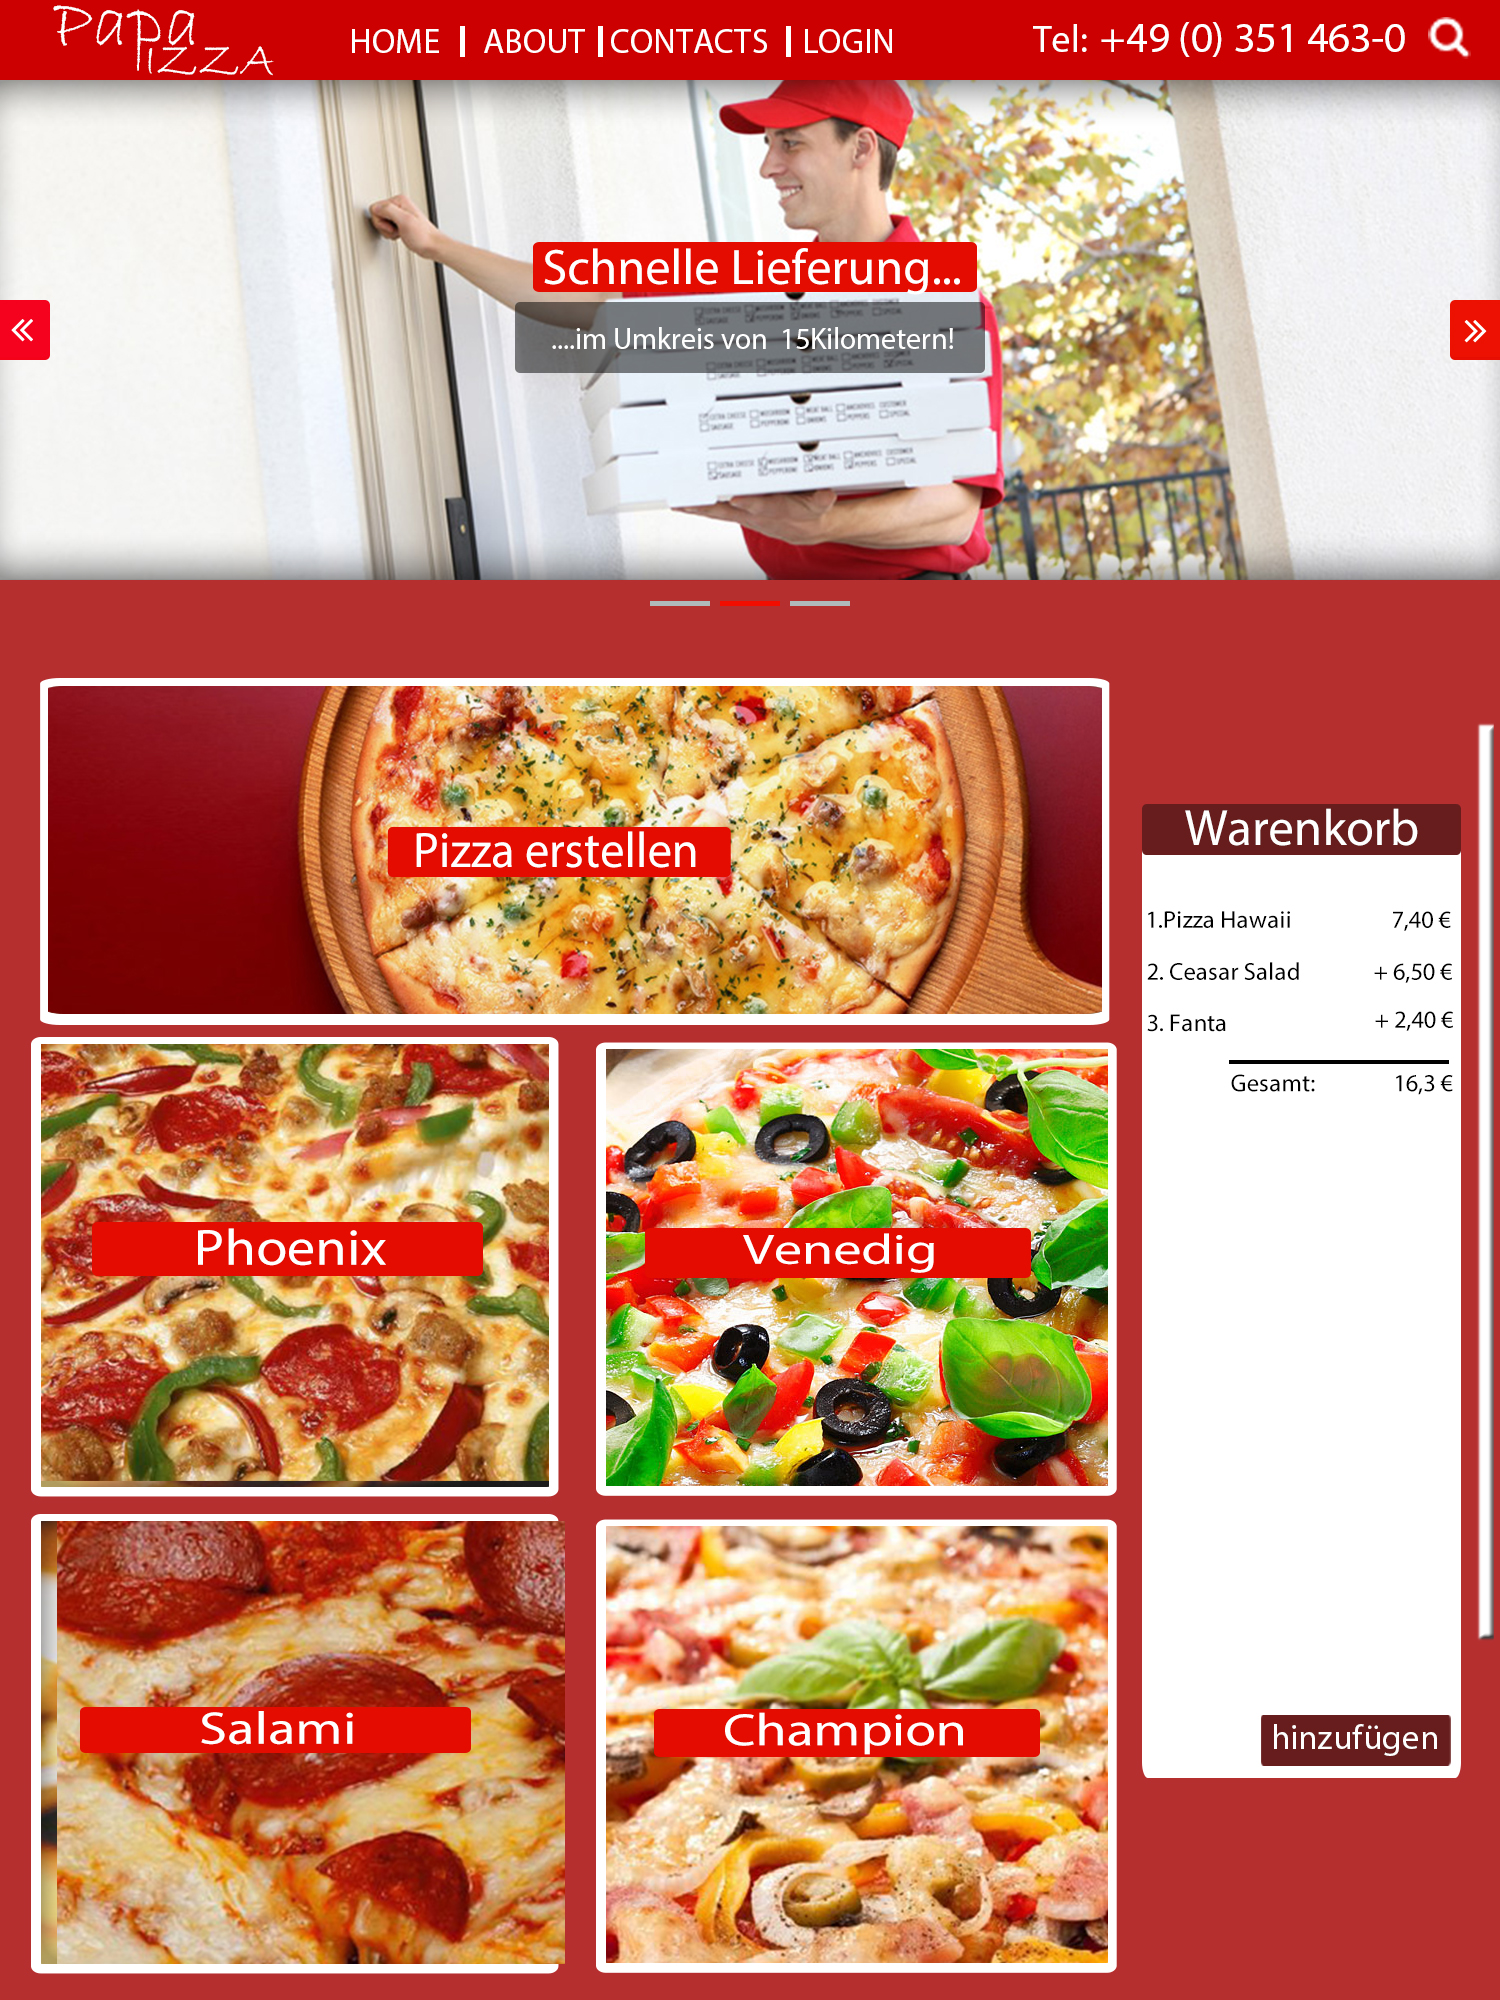 Papa
PIZZA
HOME | ABOUT | CONTACTS | LOGIN
Tel: +49 (0) 351 463-0
Schnelle Lieferung...
....im Umkreis von 15Kilometern!
Pizza erstellen
Phoenix
Venedig
Salami
Champion
Warenkorb
1.Pizza Hawaii 7,40 €
2. Ceasar Salad + 6,50 €
3. Fanta + 2,40 €
Gesamt: 16,3 €
hinzufügen